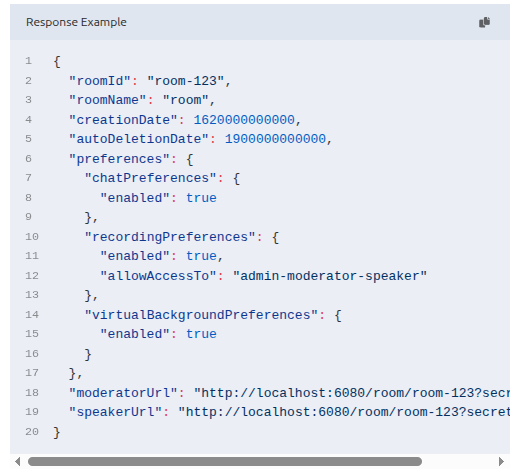 Response Example
1 {
2 "roomId": "room-123",
3 "roomName": "room",
4 "creationDate": 1620000000000,
5 "autoDeletionDate": 1900000000000,
6 "preferences": {
7 "chatPreferences": {
8 "enabled": true
9 },
10 "recordingPreferences": {
11 "enabled": true,
12 "allowAccessTo": "admin-moderator-speaker"
13 },
14 "virtualBackgroundPreferences": {
15 "enabled": true
16 }
17 },
18 "moderatorUrl": "http://localhost:6080/room/room-123?secr
19 "speakerUrl": "http://localhost:6080/room/room-123?secret
20 }